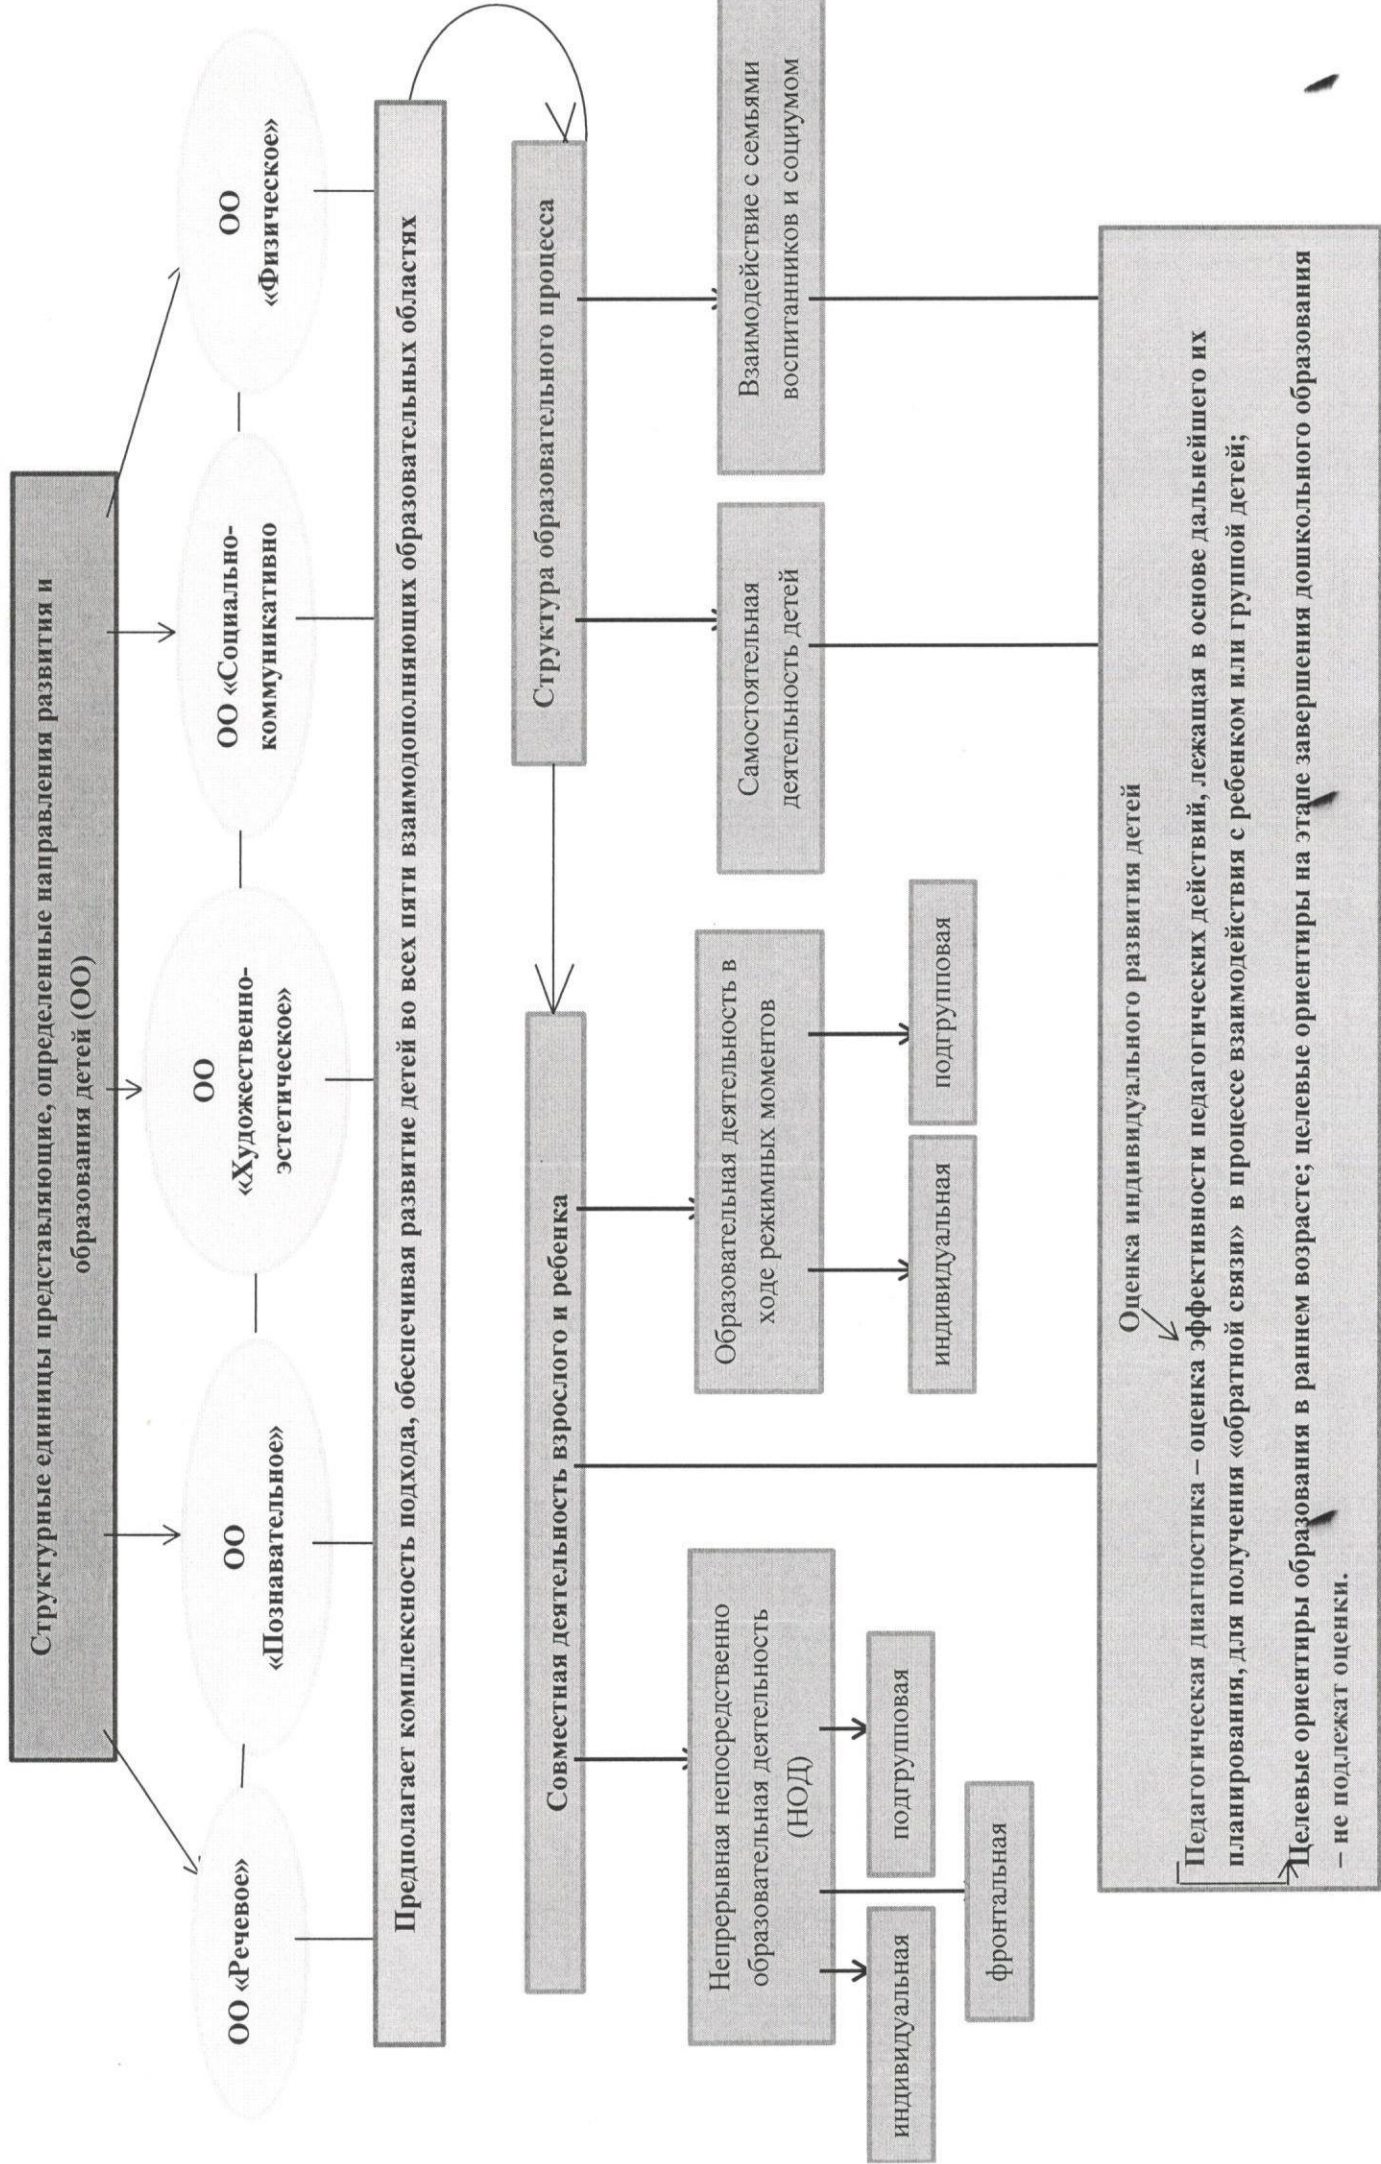 Структурные единицы представляющие, определенные направления развития и
образования детей (ОО)
ОО «Речевое»
ОО
«Познавательное»
ОО
«Художественно-
эстетическое»
ОО «Социально-
коммуникативно
ОО
«Физическое»
Предполагает комплексность подхода, обеспечивая развитие детей во всех пяти взаимодополняющих образовательных областях
Структура образовательного процесса
Совместная деятельность взрослого и ребенка
Непрерывная непосредственно
образовательная деятельность
(НОД)
индивидуальная
подгрупповая
фронтальная
Образовательная деятельность в
ходе режимных моментов
индивидуальная
подгрупповая
Самостоятельная
деятельность детей
Взаимодействие с семьями
воспитанников и социумом
Оценка индивидуального развития детей
Педагогическая диагностика – оценка эффективности педагогических действий, лежащая в основе дальнейшего их
планирования, для получения «обратной связи» в процессе взаимодействия с ребенком или группой детей;
Целевые ориентиры образования в раннем возрасте; целевые ориентиры на этапе завершения дошкольного образования
– не подлежат оценки.